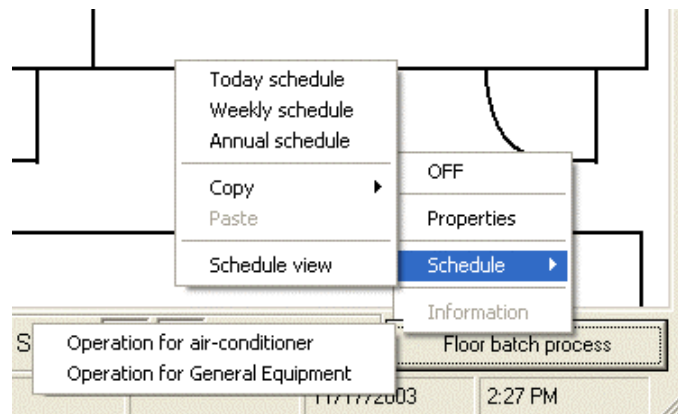 Today schedule
Weekly schedule
Annual schedule
Copy
Paste
Schedule view
OFF
Properties
Schedule
Information
Operation for air-conditioner
Operation for General Equipment
Floor batch process
2:27 PM